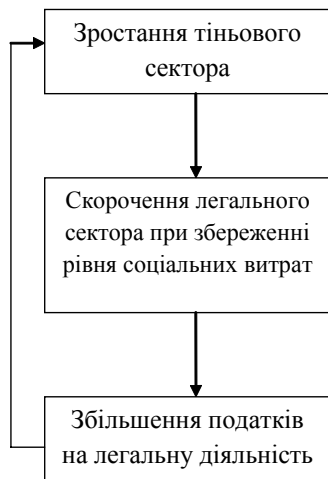 Зростання тіньового
сектора
Скорочення легального
сектора при збереженні
рівня соціальних витрат
Збільшення податків
на легальну діяльність